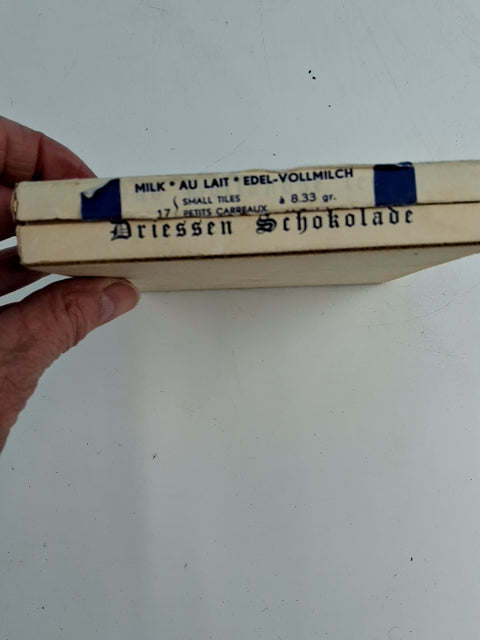 MILK * AU LAIT * EDEL-VOLLMILCH
17 { SMALL TILES à 8.33 gr.
PETITS CARREAUX
Driessen Schokolade